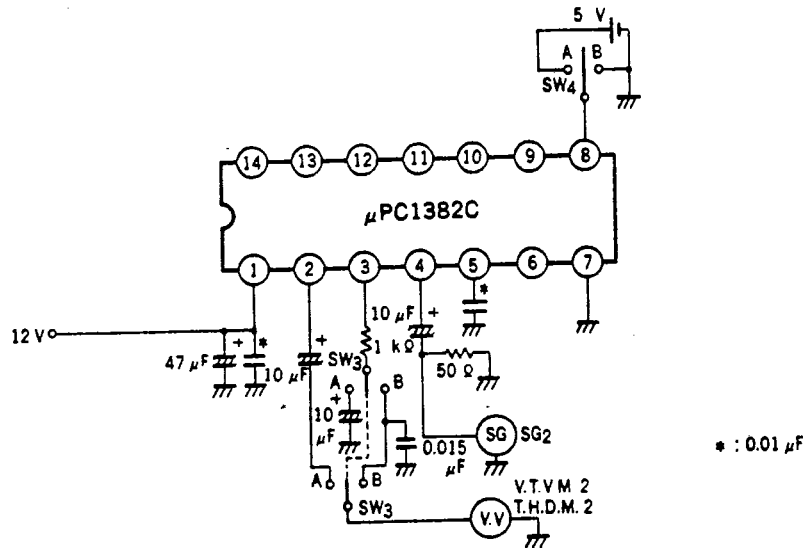 5 V
A B
SW4
14 13 12 11 10 9 8
μPC1382C
1 2 3 4 5 6 7
*
12 V
+ *
47 μF
10 μF
+
10 μF +
1 kΩ
SW3
50 Ω
A B
+
10 μF
0.015 μF
SG SG2
* : 0.01 μF
A B
SW3
V.T.V M 2
T.H.D.M. 2
V.V